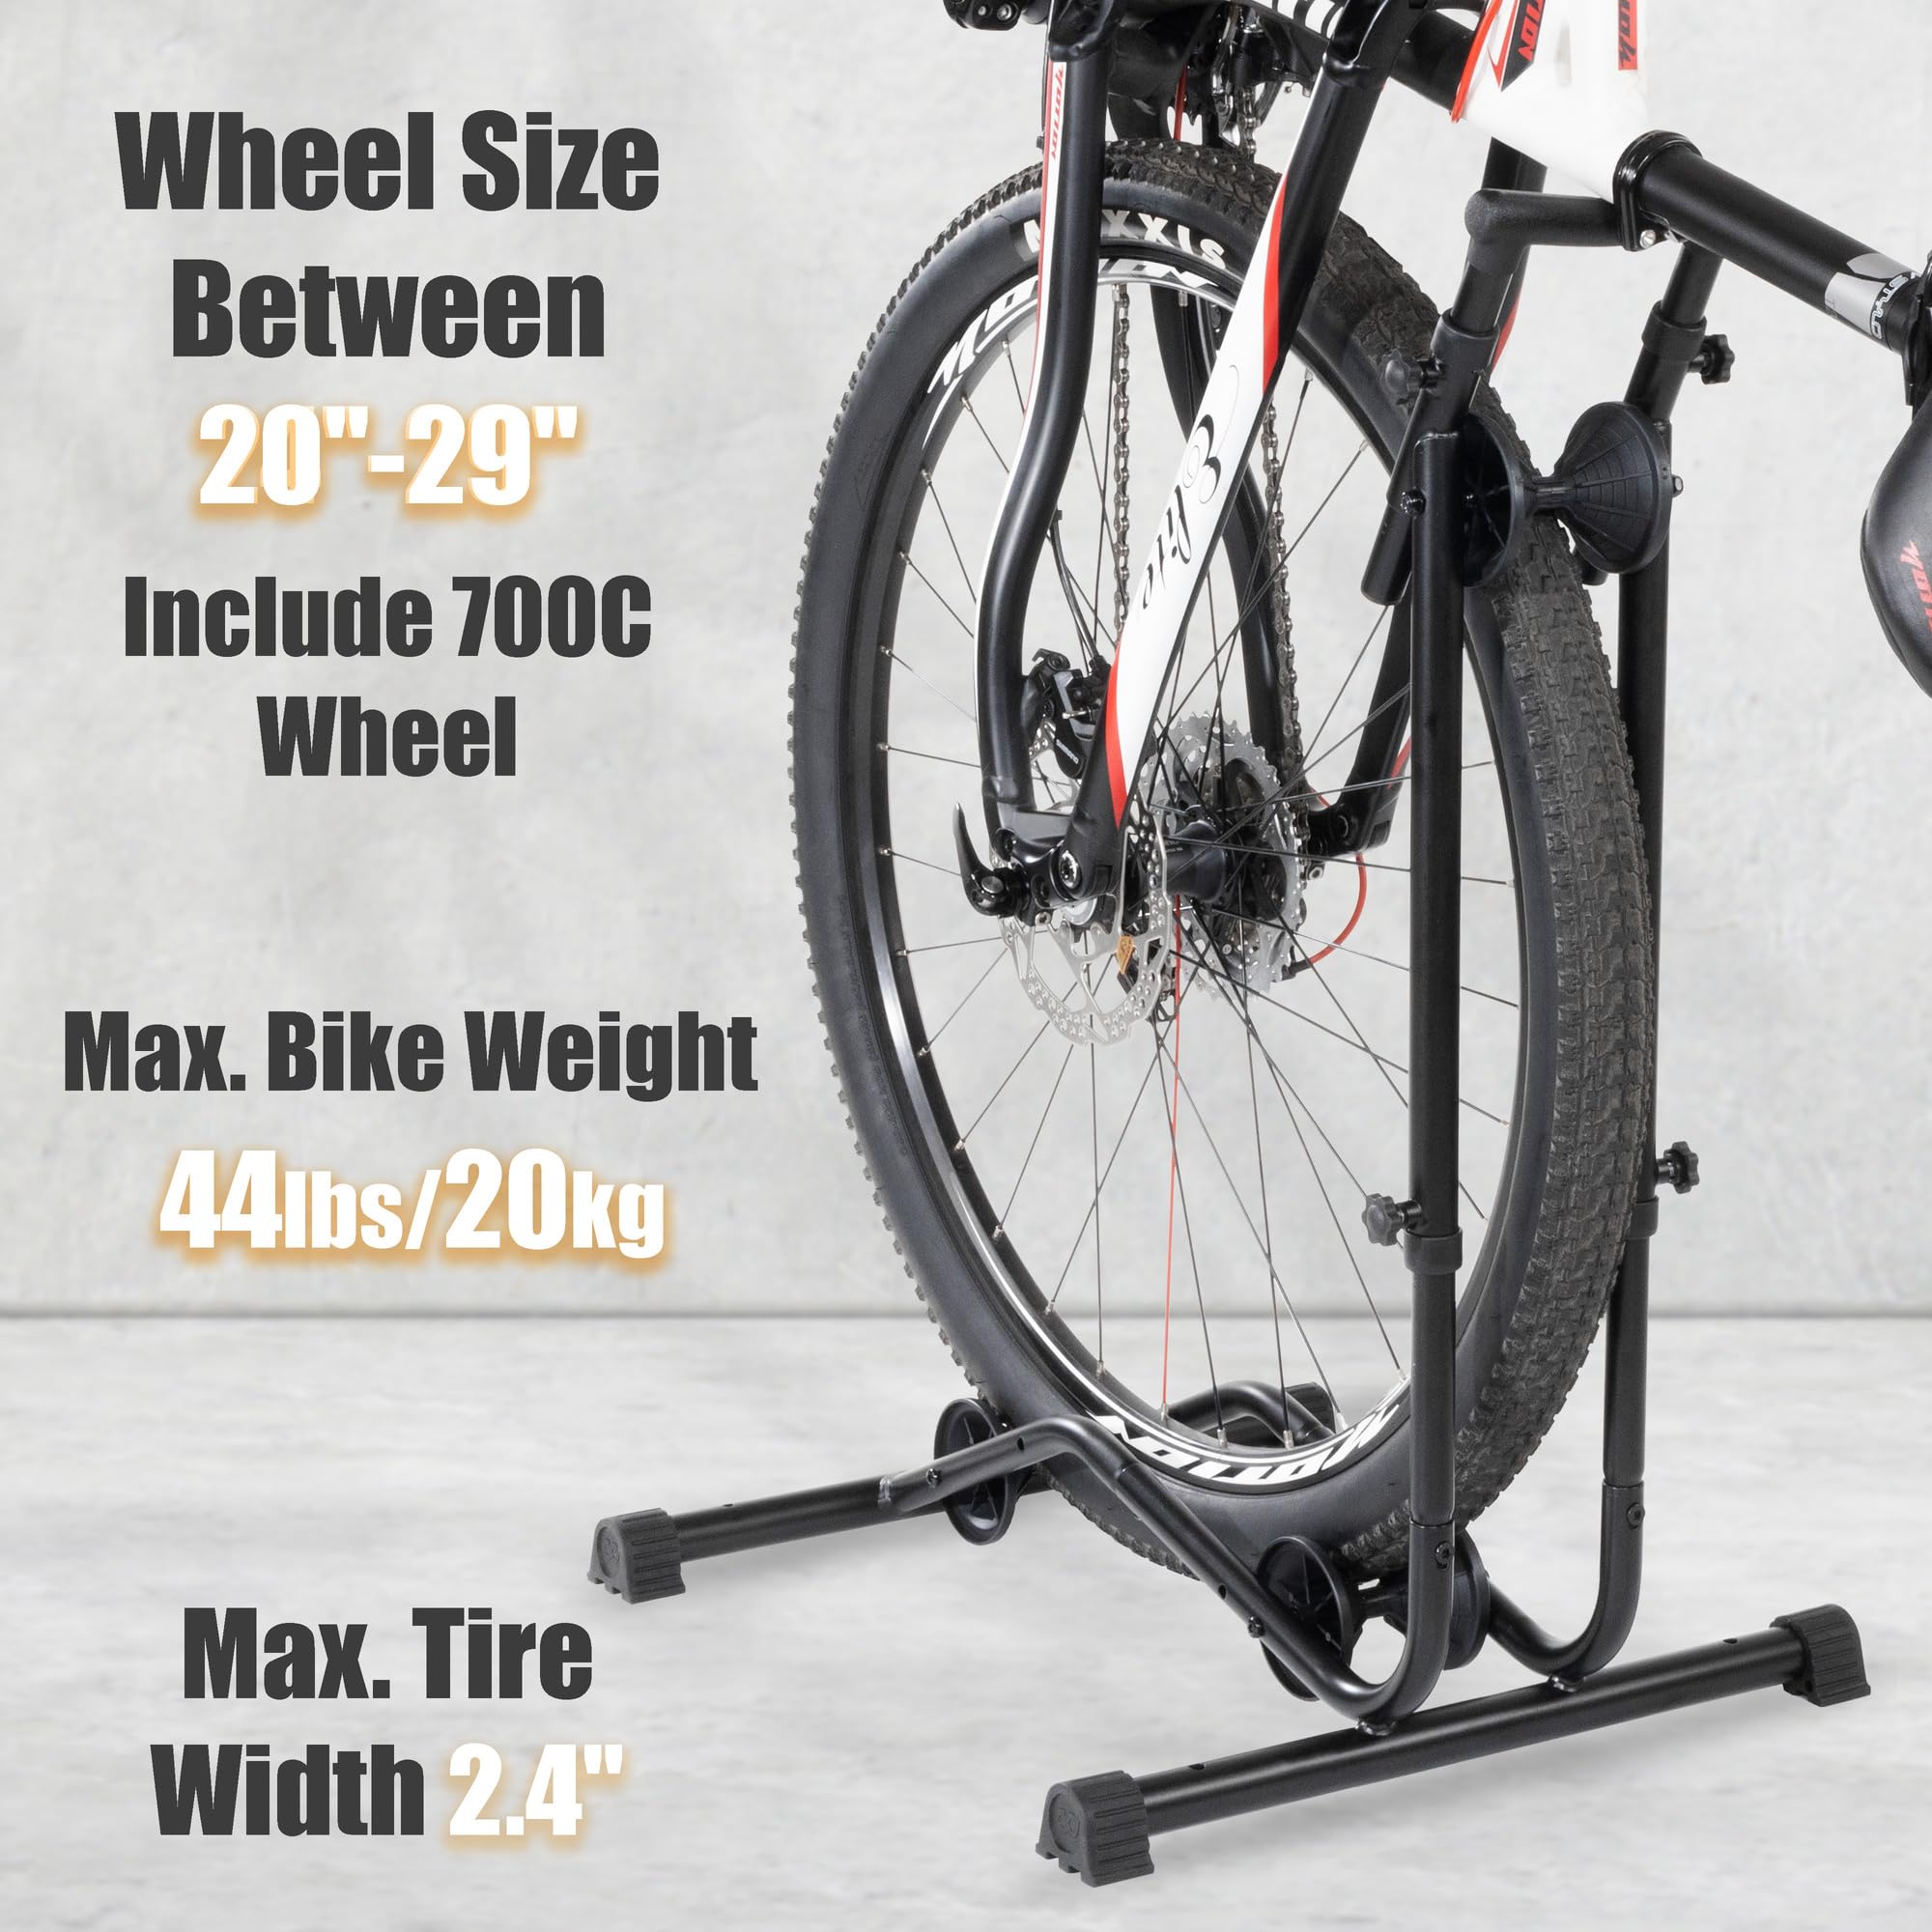 Wheel Size
Between
20"-29"
Include 700C
Wheel
Max. Bike Weight
44lbs/20kg
Max. Tire
Width 2.4"
MAXXIS
Elite